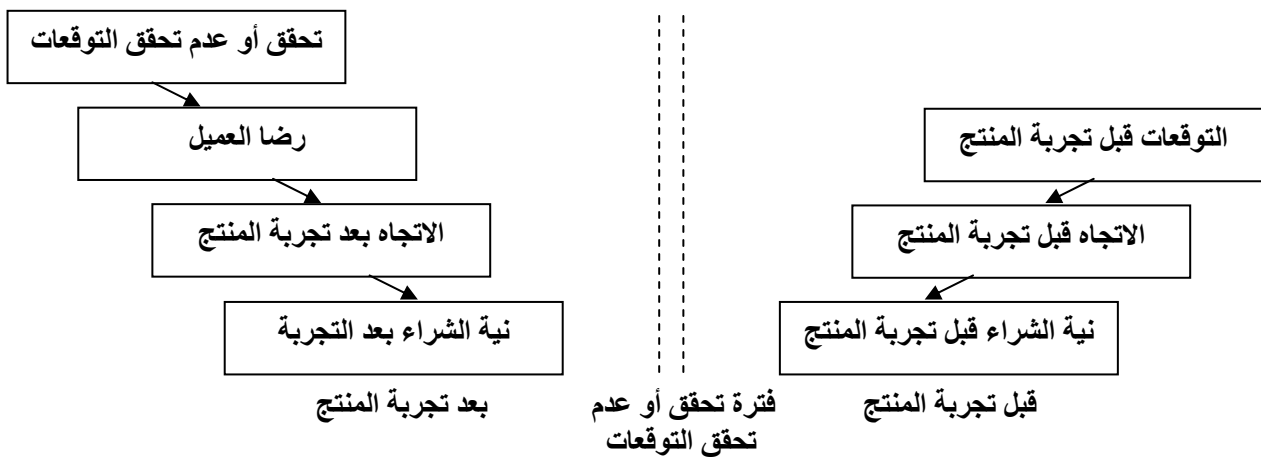 التوقعات قبل تجربة المنتج
الاتجاه قبل تجربة المنتج
نية الشراء قبل تجربة المنتج
قبل تجربة المنتج
فترة تحقق أو عدم
تحقق التوقعات
تحقق أو عدم تحقق التوقعات
رضا العميل
الاتجاه بعد تجربة المنتج
نية الشراء بعد التجربة
بعد تجربة المنتج